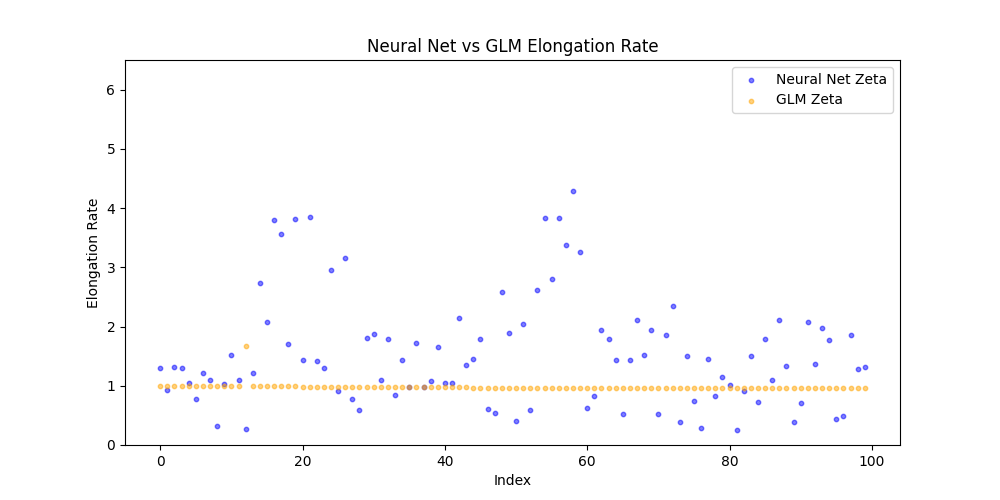 Neural Net vs GLM Elongation Rate
Neural Net Zeta
GLM Zeta
Elongation Rate
6
5
4
3
2
1
0
0 20 40 60 80 100
Index